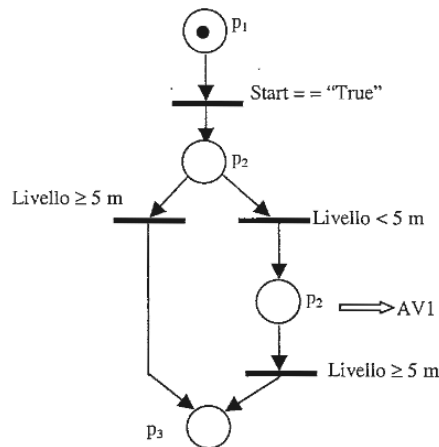 p₁
Start = = “True”
p₂
Livello ≥ 5 m
Livello < 5 m
p₂
AV1
Livello ≥ 5 m
p₃